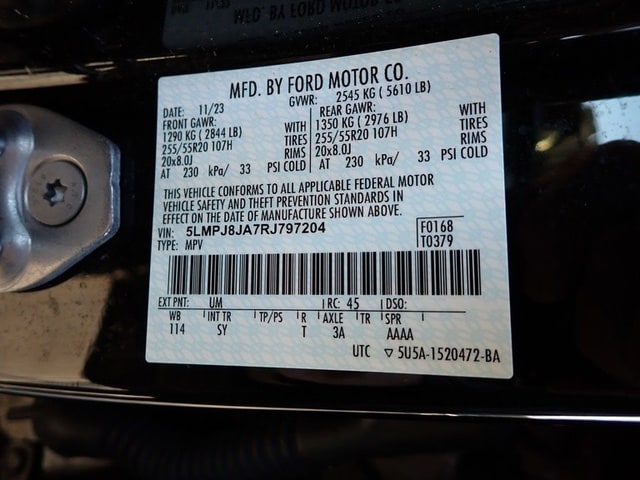 MFD. BY FORD MOTOR CO.
MFD. BY FORD MOTOR CO.
DATE: 11/23 GVWR: 2545 KG ( 5610 LB)
FRONT GAWR: REAR GAWR:
1290 KG ( 2844 LB) WITH 1350 KG ( 2976 LB) WITH
255/55R20 107H TIRES 255/55R20 107H TIRES
20x8.0J RIMS 20x8.0J RIMS
AT 230 kPa/ 33 PSI COLD AT 230 kPa/ 33 PSI COLD
THIS VEHICLE CONFORMS TO ALL APPLICABLE FEDERAL MOTOR
VEHICLE SAFETY AND THEFT PREVENTION STANDARDS IN
EFFECT ON THE DATE OF MANUFACTURE SHOWN ABOVE.
VIN: 5LMPJ8JA7RJ797204 F0168
TYPE: MPV T0379
EXT PNT: UM RC: 45 DSO:
WB INT TR TP/PS R AXLE TR SPR
114 SY T 3A AAAA
UTC ▽ 5U5A-1520472-BA